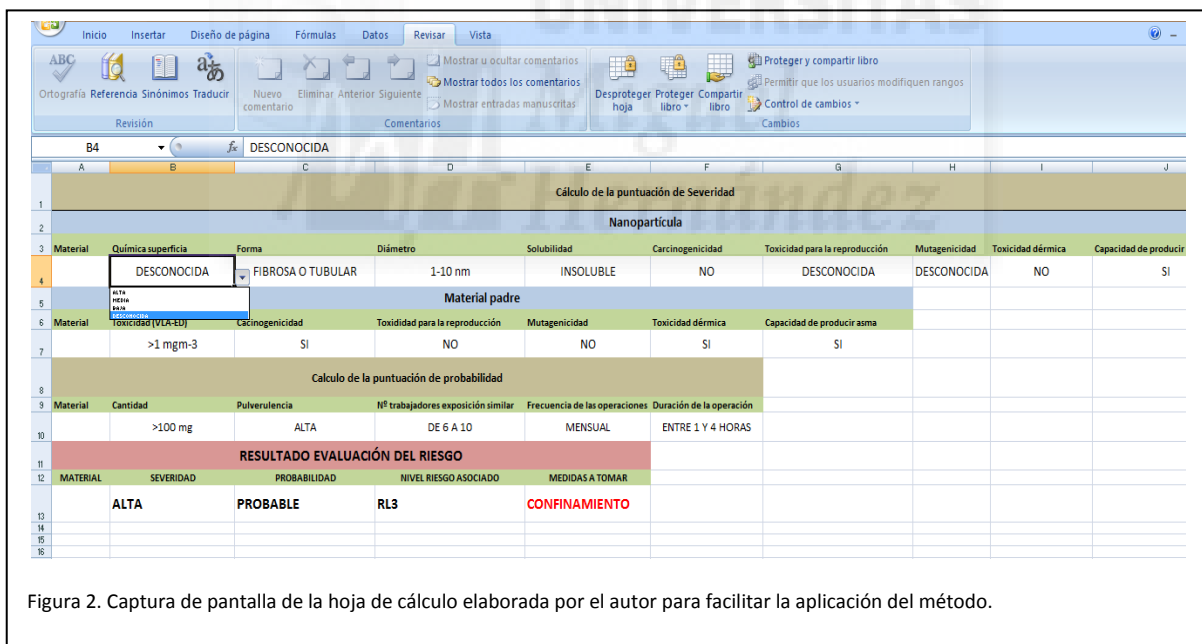 UNIVERSITAS
Miguel
Hernández
Inicio Insertar Diseño de página Fórmulas Datos Revisar Vista
ABC
Ortografía Referencia Sinónimos Traducir
Revisión
Nuevo comentario Eliminar Anterior Siguiente
Mostrar u ocultar comentarios
Mostrar todos los comentarios
Mostrar entradas manuscritas
Comentarios
Desproteger hoja Proteger libro Compartir libro
Proteger y compartir libro
Permitir que los usuarios modifiquen rangos
Control de cambios
Cambios
B4 fx DESCONOCIDA
A B C D E F G H I J
1 Cálculo de la puntuación de Severidad
2 Nanopartícula
3 Material Química superficia Forma Diámetro Solubilidad Carcinogenicidad Toxicidad para la reproducción Mutagenicidad Toxicidad dérmica Capacidad de producir
4 DESCONOCIDA FIBROSA O TUBULAR 1-10 nm INSOLUBLE NO DESCONOCIDA DESCONOCIDA NO SI
ALTA
MEDIA
BAJA
DESCONOCIDA
5 Material padre
6 Material Toxicidad (VLA-ED) Cacinogenicidad Toxididad para la reproducción Mutagenicidad Toxicidad dérmica Capacidad de producir asma
7 >1 mgm-3 SI NO NO SI SI
8 Calculo de la puntuación de probabilidad
9 Material Cantidad Pulverulencia Nº trabajadores exposición similar Frecuencia de las operaciones Duración de la operación
10 >100 mg ALTA DE 6 A 10 MENSUAL ENTRE 1 Y 4 HORAS
11 RESULTADO EVALUACIÓN DEL RIESGO
12 MATERIAL SEVERIDAD PROBABILIDAD NIVEL RIESGO ASOCIADO MEDIDAS A TOMAR
13 ALTA PROBABLE RL3 CONFINAMIENTO
14
15
16
Figura 2. Captura de pantalla de la hoja de cálculo elaborada por el autor para facilitar la aplicación del método.